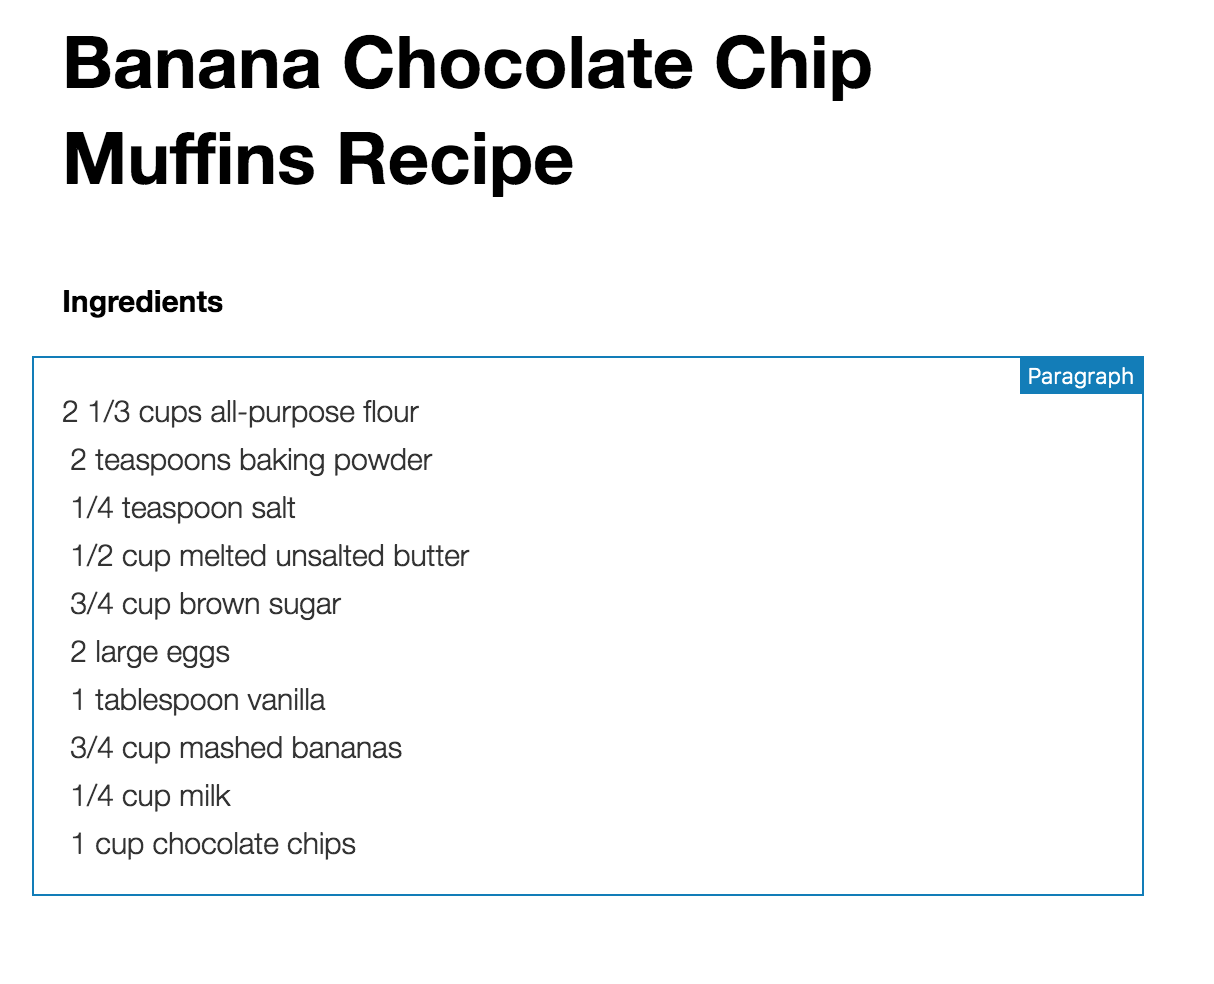 Banana Chocolate Chip
Muffins Recipe
Ingredients
Paragraph
2 1/3 cups all-purpose flour
2 teaspoons baking powder
1/4 teaspoon salt
1/2 cup melted unsalted butter
3/4 cup brown sugar
2 large eggs
1 tablespoon vanilla
3/4 cup mashed bananas
1/4 cup milk
1 cup chocolate chips